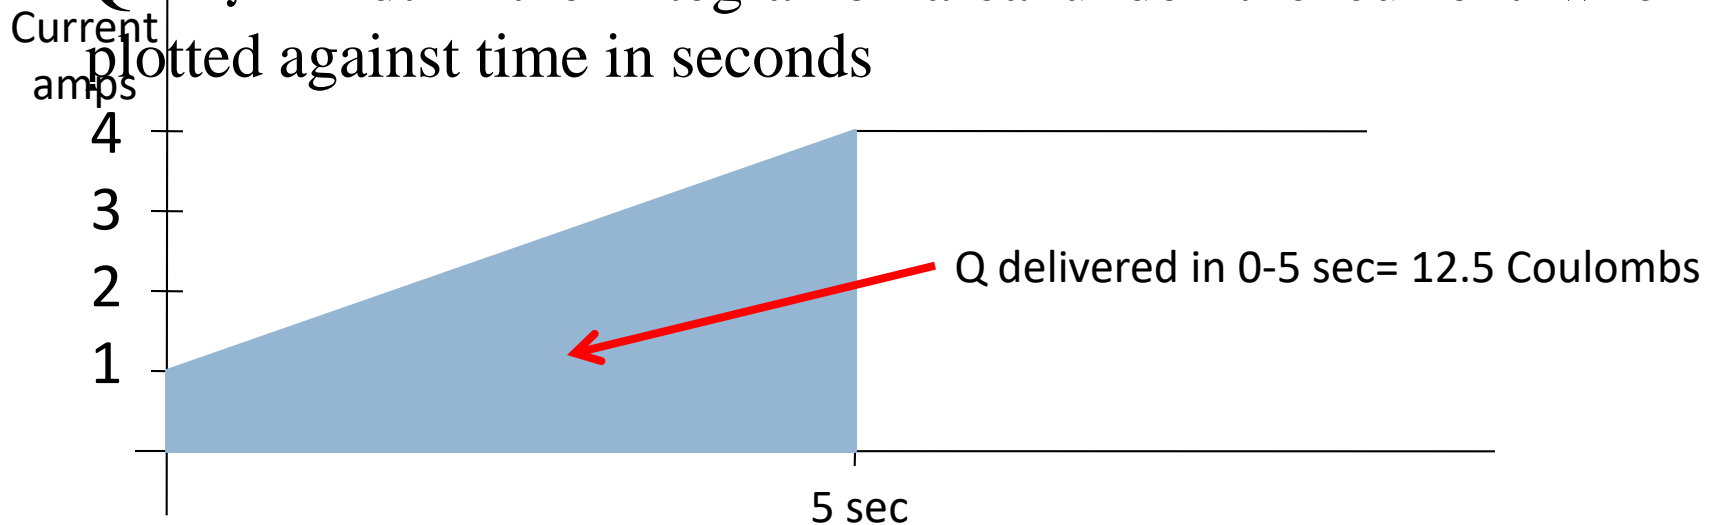 Current
plotted against time in seconds
amps
4
3
2
Q delivered in 0-5 sec= 12.5 Coulombs
1
5 sec